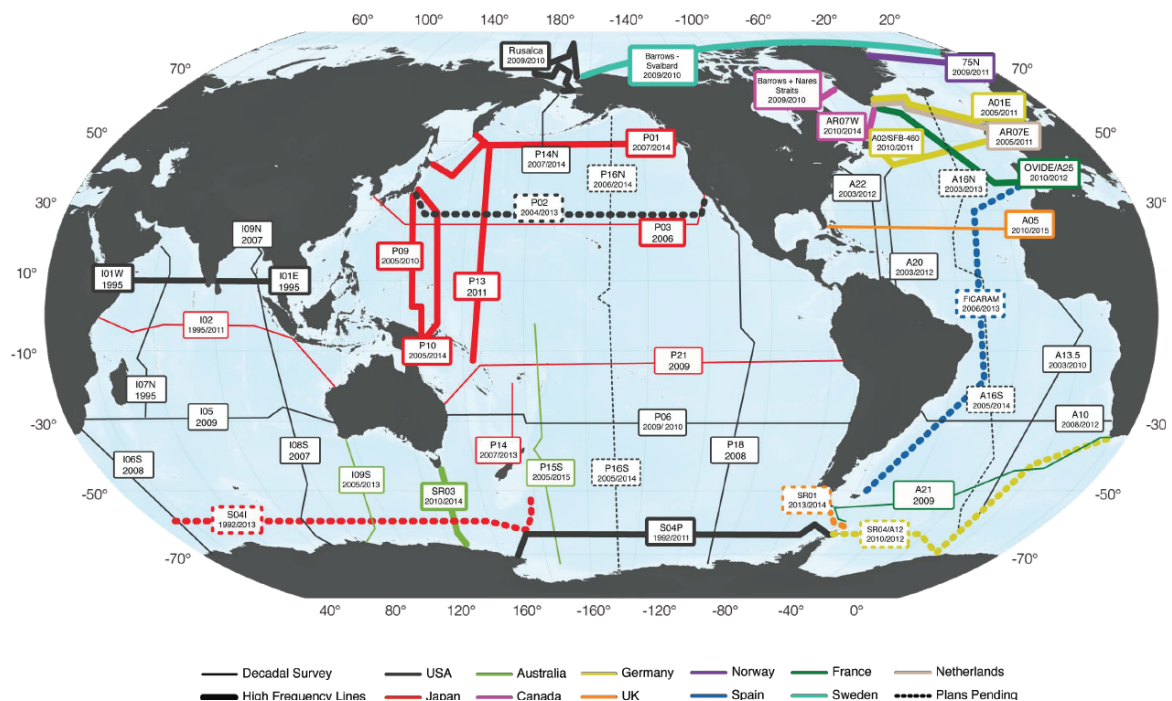 60° 100° 140° 180° -140° -100° -60° -20° 20°
Rusalca
2009/2010
Barrows -
Svalbard
2009/2010
75N
2009/2011
70°
70°
Barrows + Nares
Straits
2009/2010
A01E
2005/2011
AR07W
2010/2014
A02/SFB-460
2010/2011
AR07E
2005/2011
50°
50°
P01
2007/2014
P14N
2007/2014
P16N
2006/2014
A22
2003/2012
A16N
2003/2013
OVIDE/A25
2010/2012
30°
30°
P02
2004/2013
P03
2006
A05
2010/2015
I09N
2007
P09
2005/2010
A20
2003/2012
10°
10°
I01W
1995
I01E
1995
P13
2011
FICARAM
2006/2013
I02
1995/2011
P10
2005/2014
-10°
-10°
P21
2009
A13.5
2003/2010
I07N
1995
A16S
2005/2014
I05
2009
P06
2009/ 2010
A10
2008/2012
-30°
-30°
I06S
2008
I08S
2007
P14
2007/2013
P18
2008
I09S
2005/2013
P15S
2005/2015
P16S
2005/2014
SR03
2010/2014
SR01
2013/2014
A21
2009
-50°
-50°
S04I
1992/2013
S04P
1992/2011
SR04/A12
2010/2012
-70°
-70°
40° 80° 120° 160° -160° -120° -80° -40° 0°
Decadal Survey USA Australia Germany Norway France Netherlands
High Frequency Lines Japan Canada UK Spain Sweden Plans Pending